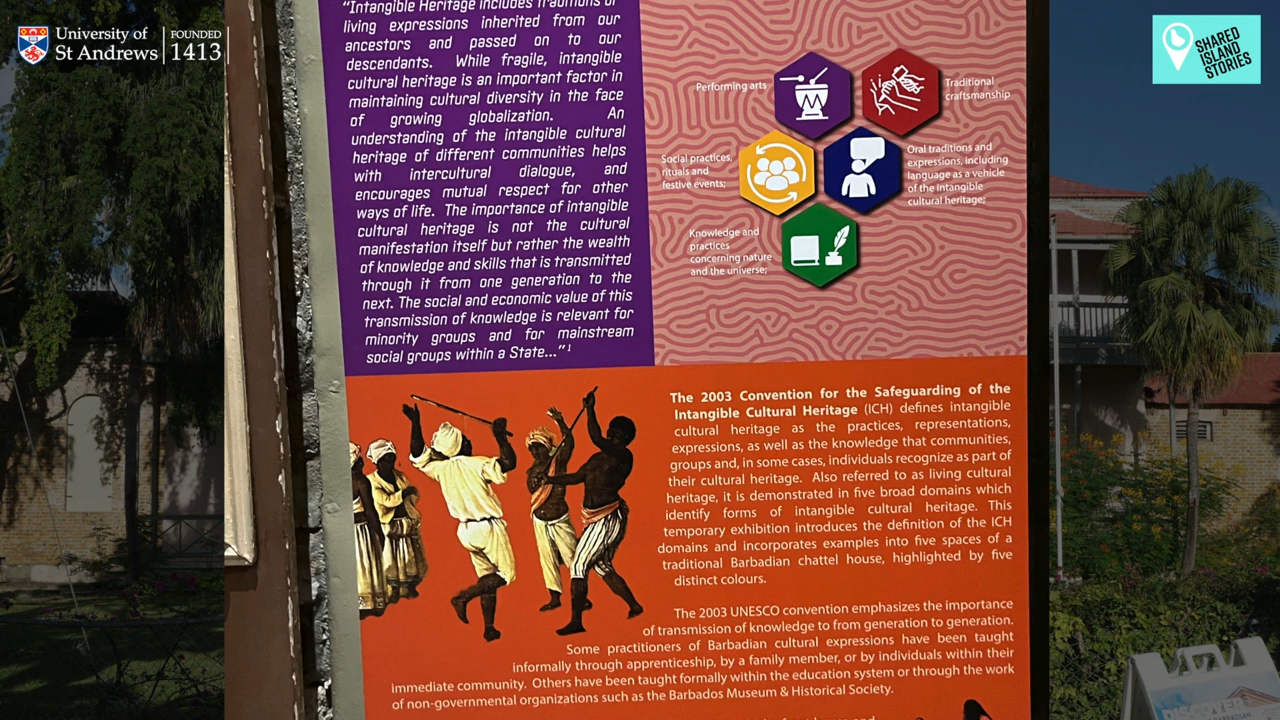 University of
St Andrews
FOUNDED
1413
SHARED
ISLAND
STORIES
"Intangible Heritage includes traditions or
living expressions inherited from our
ancestors and passed on to our
descendants. While fragile, intangible
cultural heritage is an important factor in
maintaining cultural diversity in the face
of growing globalization. An
understanding of the intangible cultural
heritage of different communities helps
with intercultural dialogue, and
encourages mutual respect for other
ways of life. The importance of intangible
cultural heritage is not the cultural
manifestation itself but rather the wealth
of knowledge and skills that is transmitted
through it from one generation to the
next. The social and economic value of this
transmission of knowledge is relevant for
minority groups and for mainstream
social groups within a State..." 1
Performing arts
Traditional
craftsmanship
Social practices,
rituals and
festive events;
Oral traditions and
expressions, including
language as a vehicle
of the intangible
cultural heritage;
Knowledge and
practices
concerning nature
and the universe;
The 2003 Convention for the Safeguarding of the
Intangible Cultural Heritage (ICH) defines intangible
cultural heritage as the practices, representations,
expressions, as well as the knowledge that communities,
groups and, in some cases, individuals recognize as part of
their cultural heritage. Also referred to as living cultural
heritage, it is demonstrated in five broad domains which
identify forms of intangible cultural heritage. This
temporary exhibition introduces the definition of the ICH
domains and incorporates examples into five spaces of a
traditional Barbadian chattel house, highlighted by five
distinct colours.
The 2003 UNESCO convention emphasizes the importance
of transmission of knowledge to from generation to generation.
Some practitioners of Barbadian cultural expressions have been taught
informally through apprenticeship, by a family member, or by individuals within their
immediate community. Others have been taught formally within the education system or through the work
of non-governmental organizations such as the Barbados Museum & Historical Society.
DISCOVER